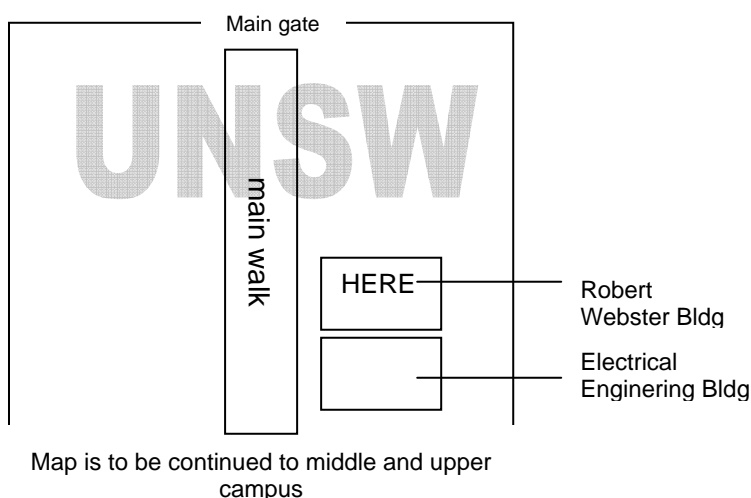 Main gate
UNSW
main walk
HERE
Robert
Webster Bldg
Electrical
Enginering Bldg
Map is to be continued to middle and upper
campus